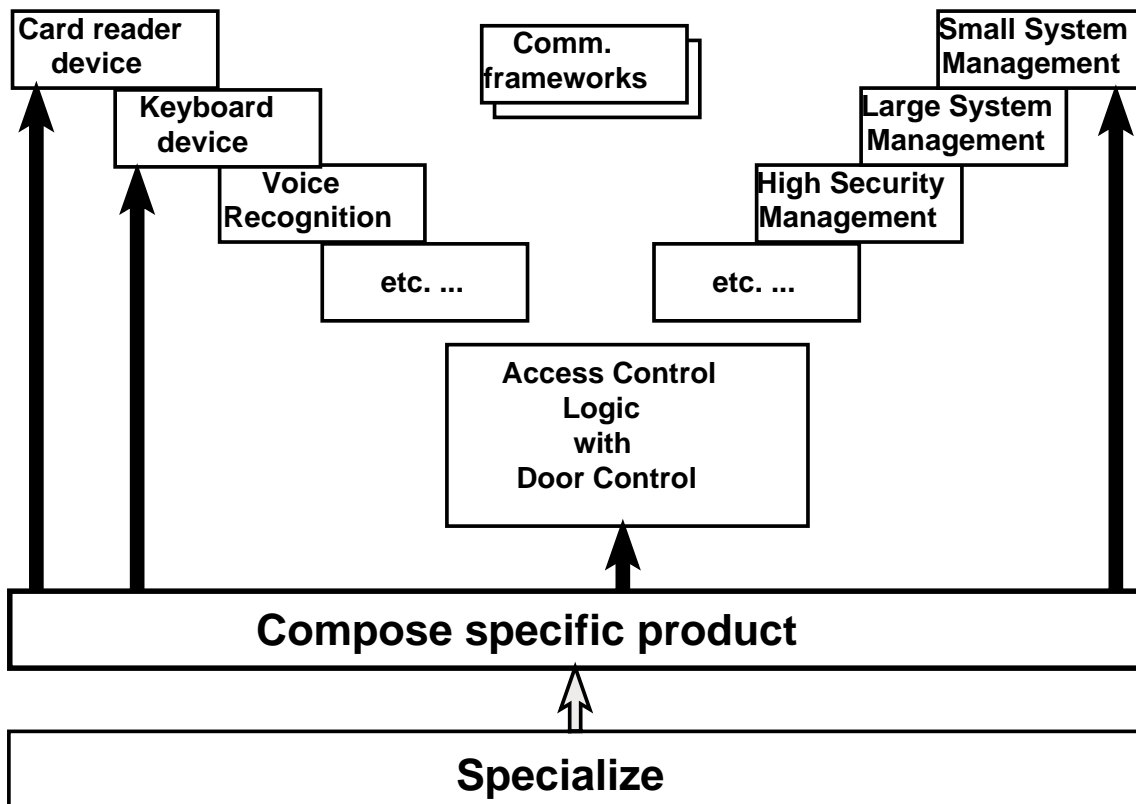 Card reader
device
Comm.
frameworks
Small System
Management
Keyboard
device
Large System
Management
Voice
Recognition
High Security
Management
etc. ...
etc. ...
Access Control
Logic
with
Door Control
Compose specific product
Specialize